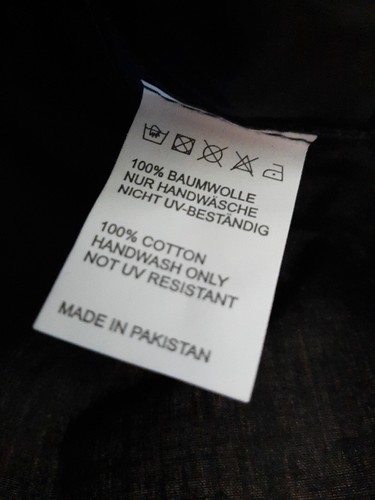 100% BAUMWOLLE
NUR HANDWÄSCHE
NICHT UV-BESTÄNDIG
100% COTTON
HANDWASH ONLY
NOT UV RESISTANT
MADE IN PAKISTAN